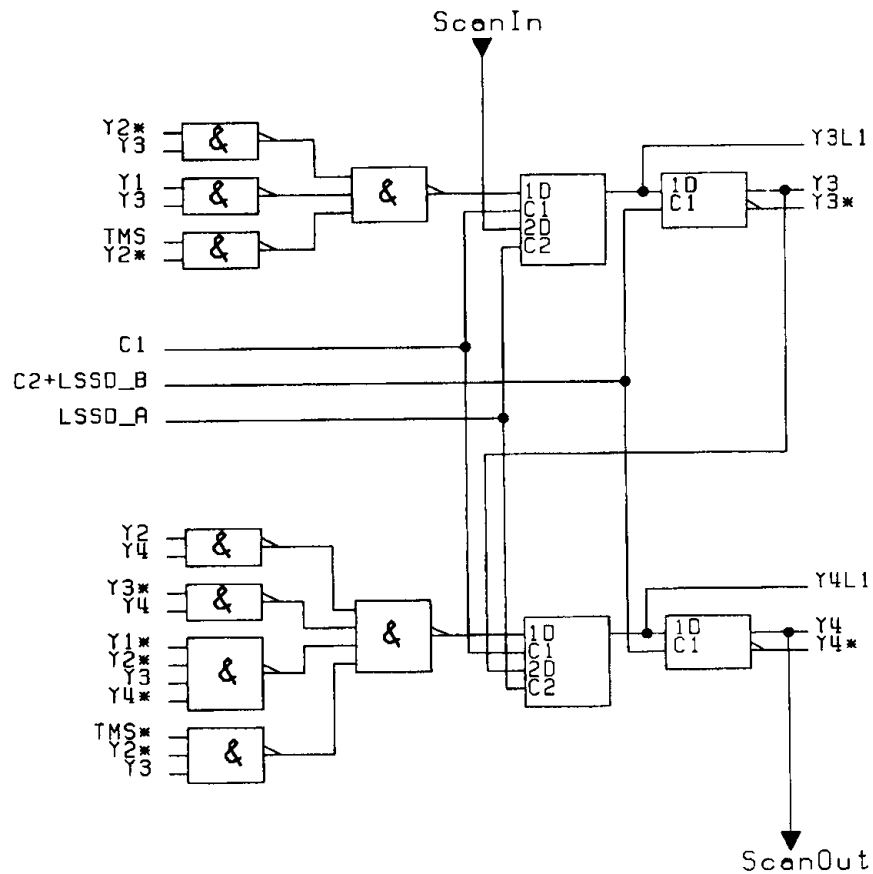 ScanIn
Y2*
Y3
&
Y1
Y3
&
TMS
Y2*
&
&
1D
C1
2D
C2
Y3L1
1D
C1
Y3
Y3*
C1
C2+LSSD_B
LSSD_A
Y2
Y4
&
Y3*
Y4
&
Y1*
Y2*
Y3
Y4*
&
TMS*
Y2*
Y3
&
&
1D
C1
2D
C2
Y4L1
1D
C1
Y4
Y4*
ScanOut